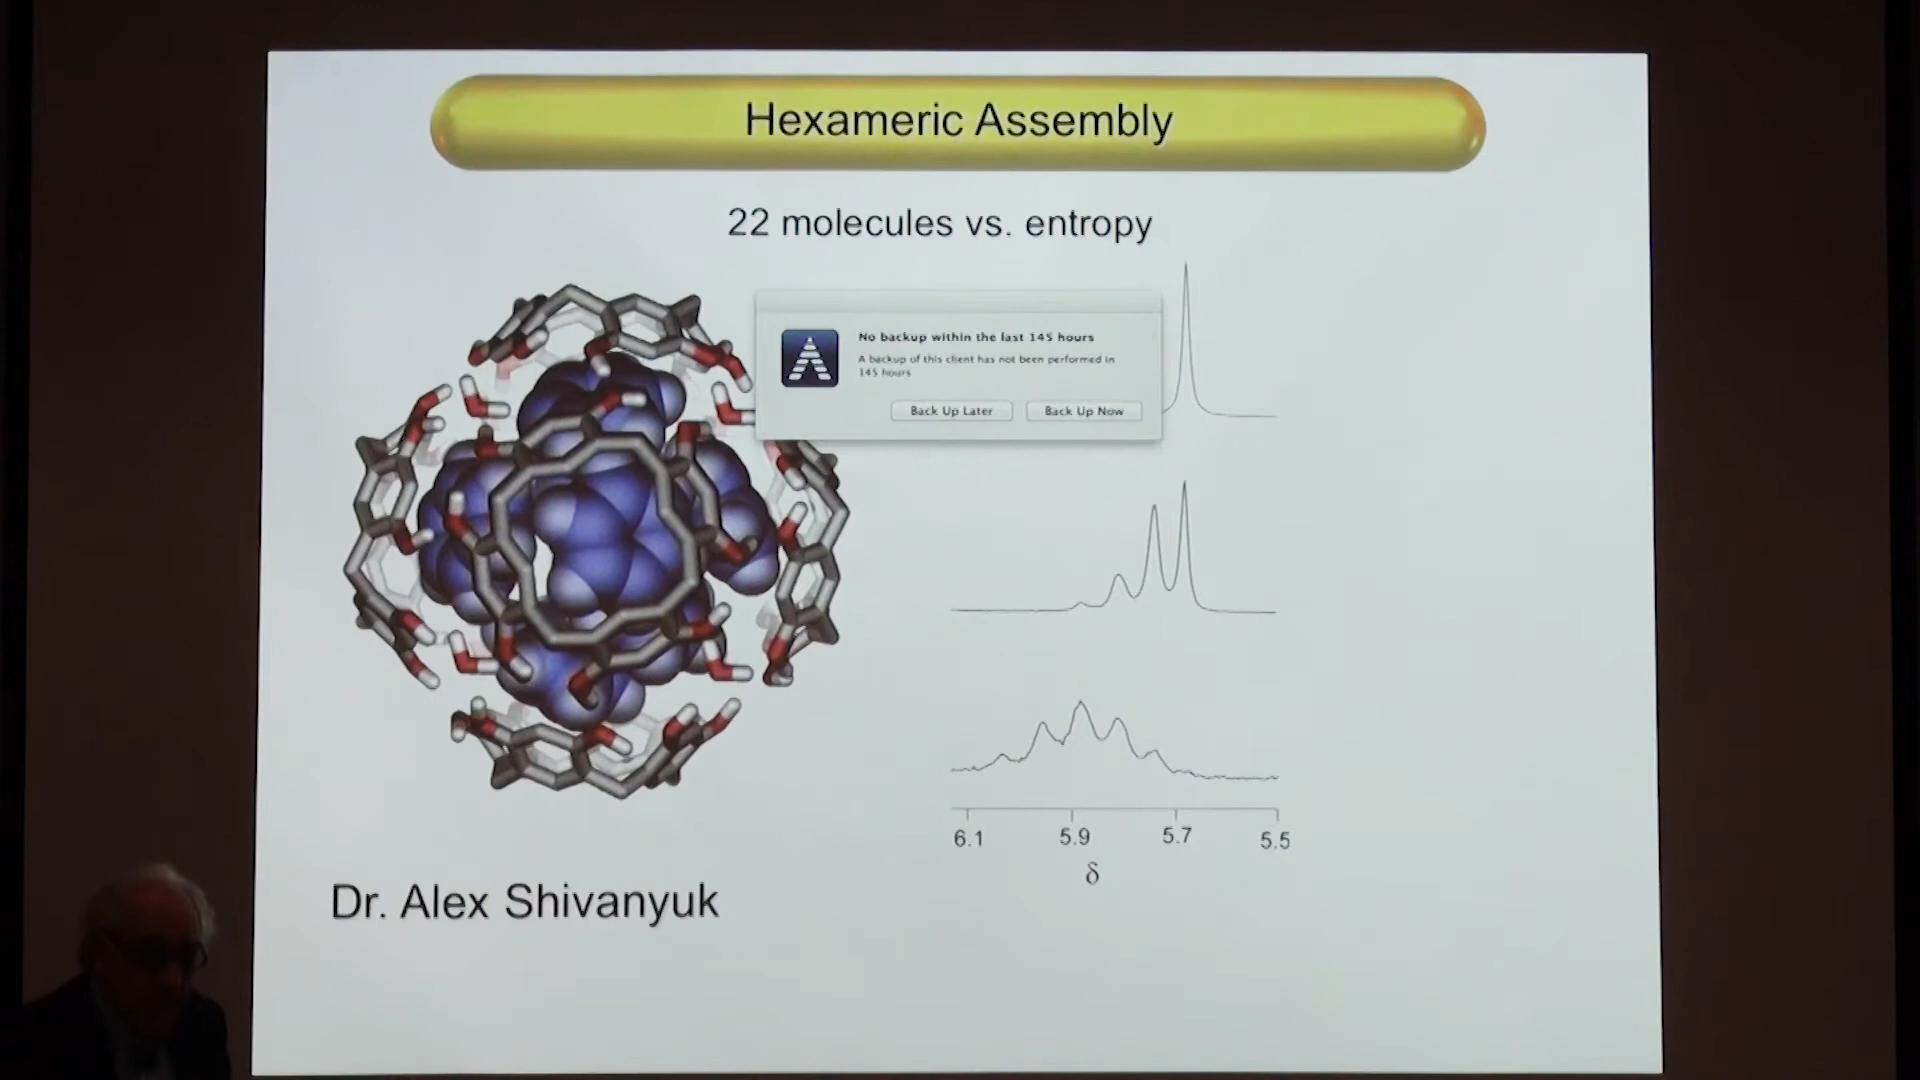 Hexameric Assembly
22 molecules vs. entropy
No backup within the last 145 hours
A backup of this client has not been performed in
145 hours
Back Up Later
Back Up Now
6.1
5.9
5.7
5.5
δ
Dr. Alex Shivanyuk